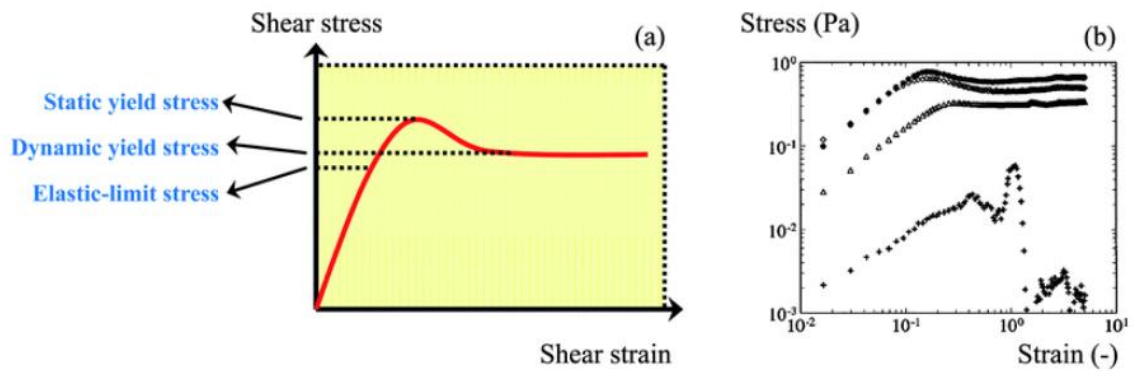 Shear stress
(a)
Static yield stress
Dynamic yield stress
Elastic-limit stress
Shear strain
Stress (Pa)
(b)
10⁰
10⁻¹
10⁻²
10⁻³
10⁻² 10⁻¹ 10⁰ 10¹
Strain (-)